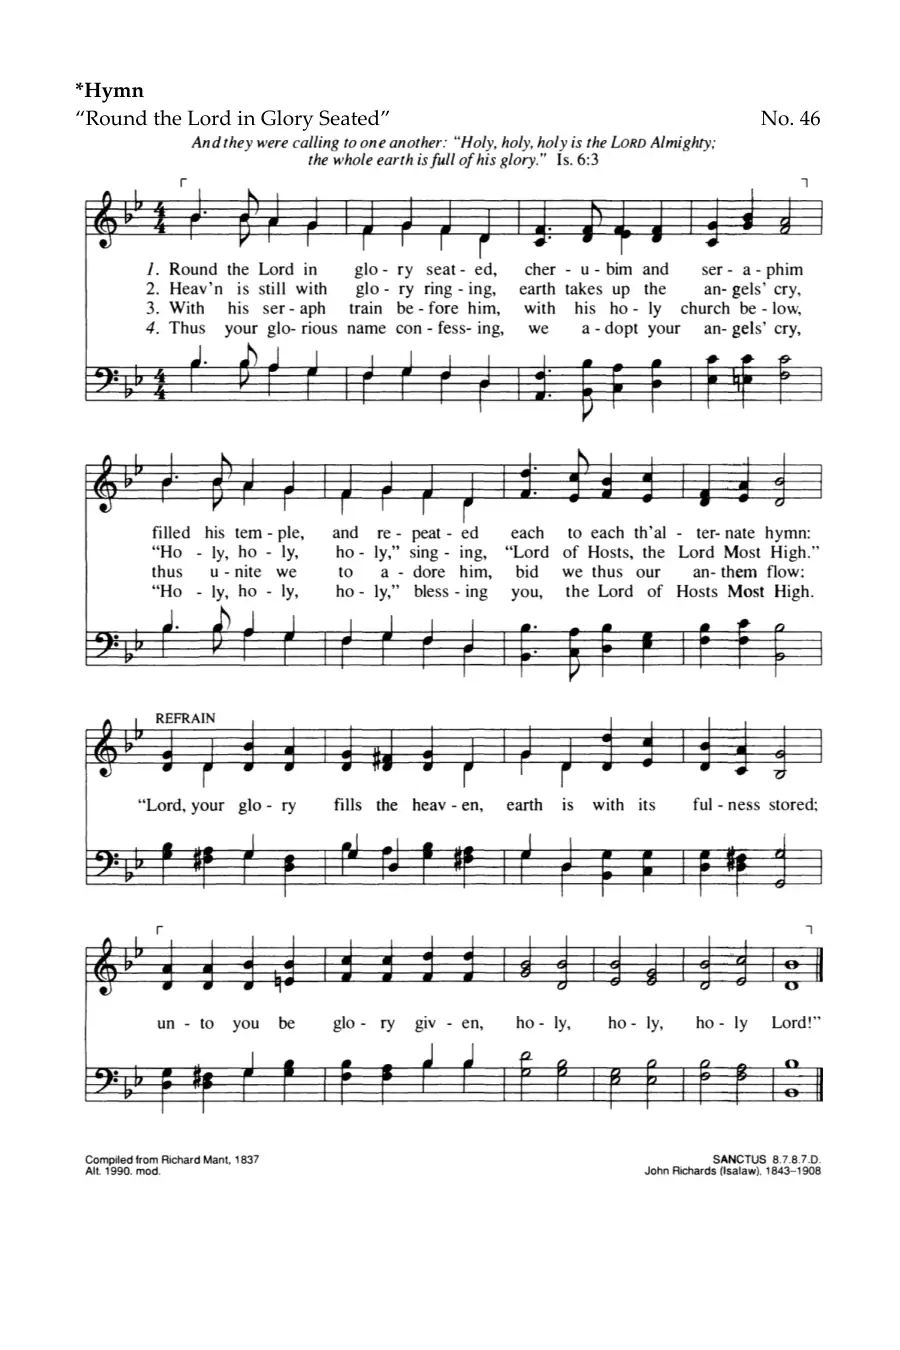 *Hymn
“Round the Lord in Glory Seated” No. 46
And they were calling to one another: “Holy, holy, holy is the LORD Almighty;
the whole earth is full of his glory.” Is. 6:3
1. Round the Lord in glo - ry seat - ed, cher - u - bim and ser - a - phim
2. Heav’n is still with glo - ry ring - ing, earth takes up the an- gels’ cry,
3. With his ser - aph train be - fore him, with his ho - ly church be - low,
4. Thus your glo- rious name con - fess- ing, we a - dopt your an- gels’ cry,
filled his tem - ple, and re - peat - ed each to each th’al - ter- nate hymn:
“Ho - ly, ho - ly, ho - ly,” sing - ing, “Lord of Hosts, the Lord Most High.”
thus u - nite we to a - dore him, bid we thus our an- them flow:
“Ho - ly, ho - ly, ho - ly,” bless - ing you, the Lord of Hosts Most High.
REFRAIN
“Lord, your glo - ry fills the heav - en, earth is with its ful - ness stored;
un - to you be glo - ry giv - en, ho - ly, ho - ly, ho - ly Lord!”
Compiled from Richard Mant, 1837 SANCTUS 8.7.8.7.D.
Alt. 1990. mod. John Richards (Isalaw), 1843–1908